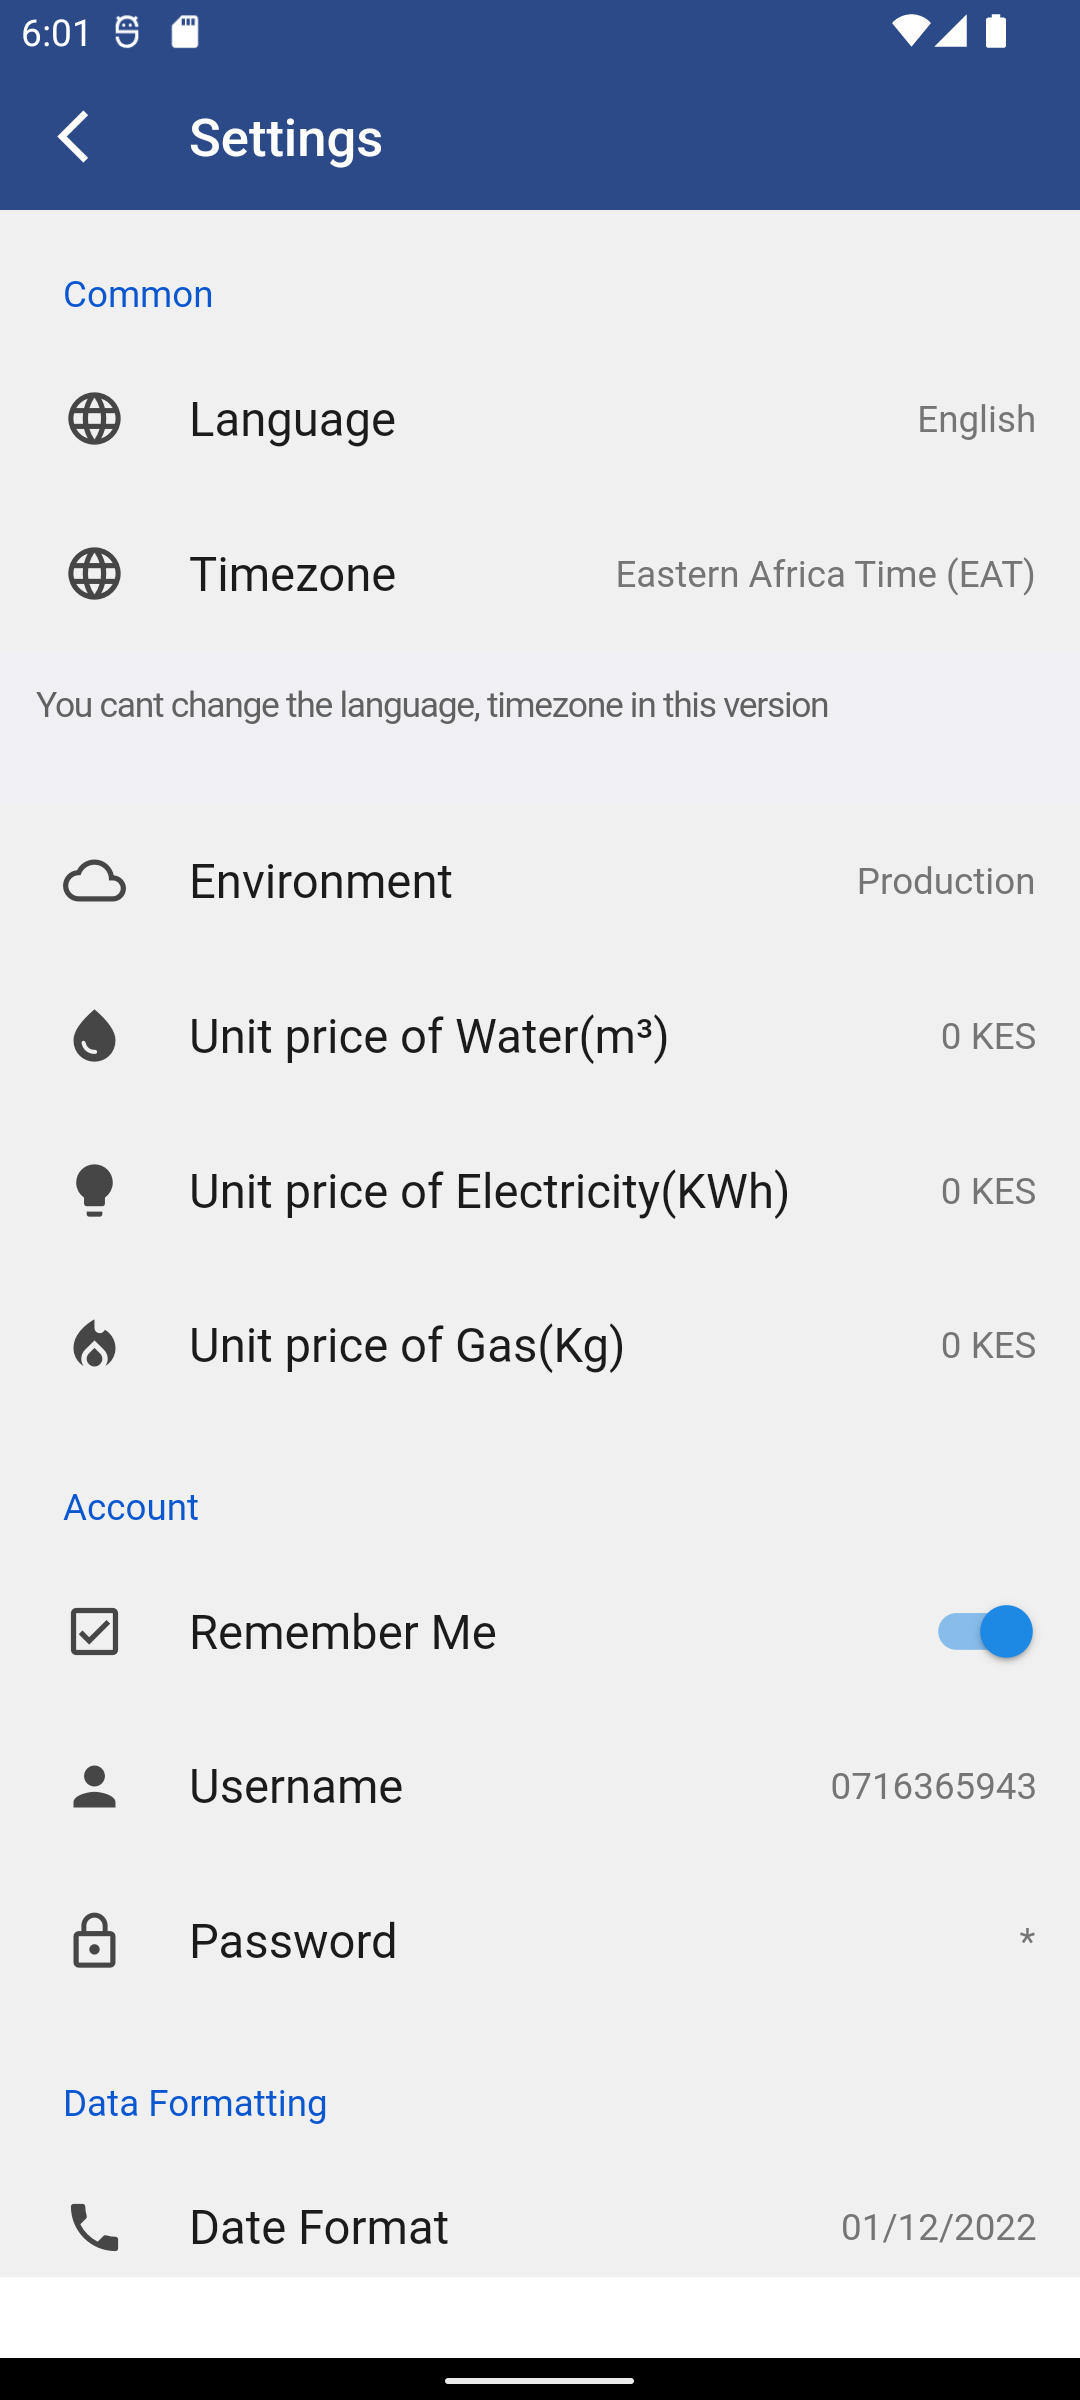 6:01
Settings
Common
Language English
Timezone Eastern Africa Time (EAT)
You cant change the language, timezone in this version
Environment Production
Unit price of Water(m³) 0 KES
Unit price of Electricity(KWh) 0 KES
Unit price of Gas(Kg) 0 KES
Account
Remember Me
Username 0716365943
Password *
Data Formatting
Date Format 01/12/2022